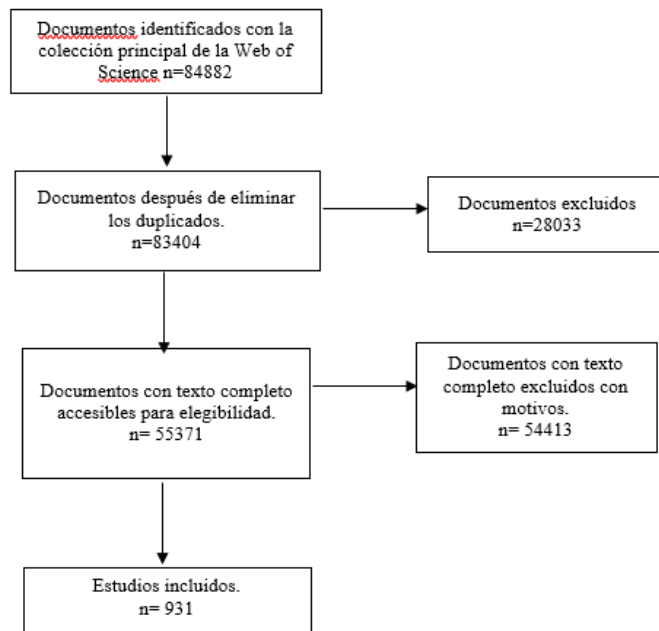 Documentos identificados con la
colección principal de la Web of
Science n=84882
Documentos después de eliminar
los duplicados.
n=83404
Documentos excluidos
n=28033
Documentos con texto completo
accesibles para elegibilidad.
n= 55371
Documentos con texto
completo excluidos con
motivos.
n= 54413
Estudios incluidos.
n= 931